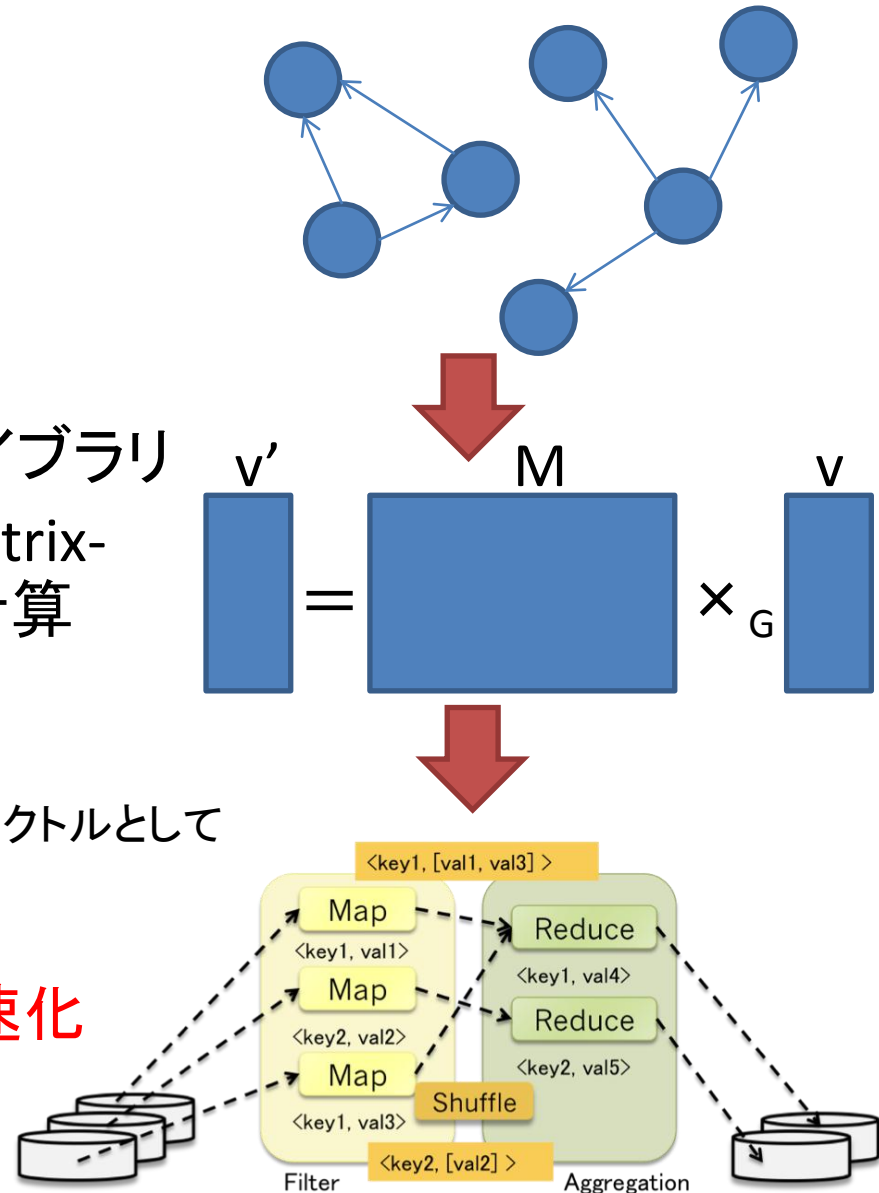 イブラリ
v’
M
v
trix-
計算
=
×
G
クトルとして
<key1, [val1, val3] >
Map
Reduce
<key1, val1>
<key1, val4>
Map
Reduce
速化
<key2, val2>
<key2, val5>
Map
Shuffle
<key1, val3>
<key2, [val2] >
Filter
Aggregation